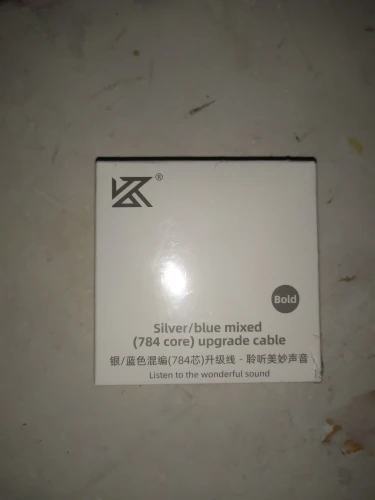 KZ®
Bold
Silver/blue mixed
(784 core) upgrade cable
银/蓝色混编(784芯)升级线 - 聆听美妙声音
Listen to the wonderful sound